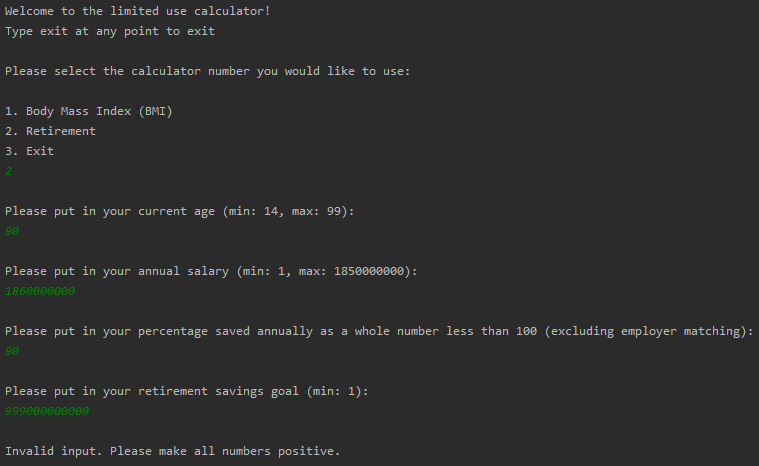 Welcome to the limited use calculator!
Type exit at any point to exit
Please select the calculator number you would like to use:
1. Body Mass Index (BMI)
2. Retirement
3. Exit
2
Please put in your current age (min: 14, max: 99):
90
Please put in your annual salary (min: 1, max: 1850000000):
1860000000
Please put in your percentage saved annually as a whole number less than 100 (excluding employer matching):
90
Please put in your retirement savings goal (min: 1):
999000000000
Invalid input. Please make all numbers positive.